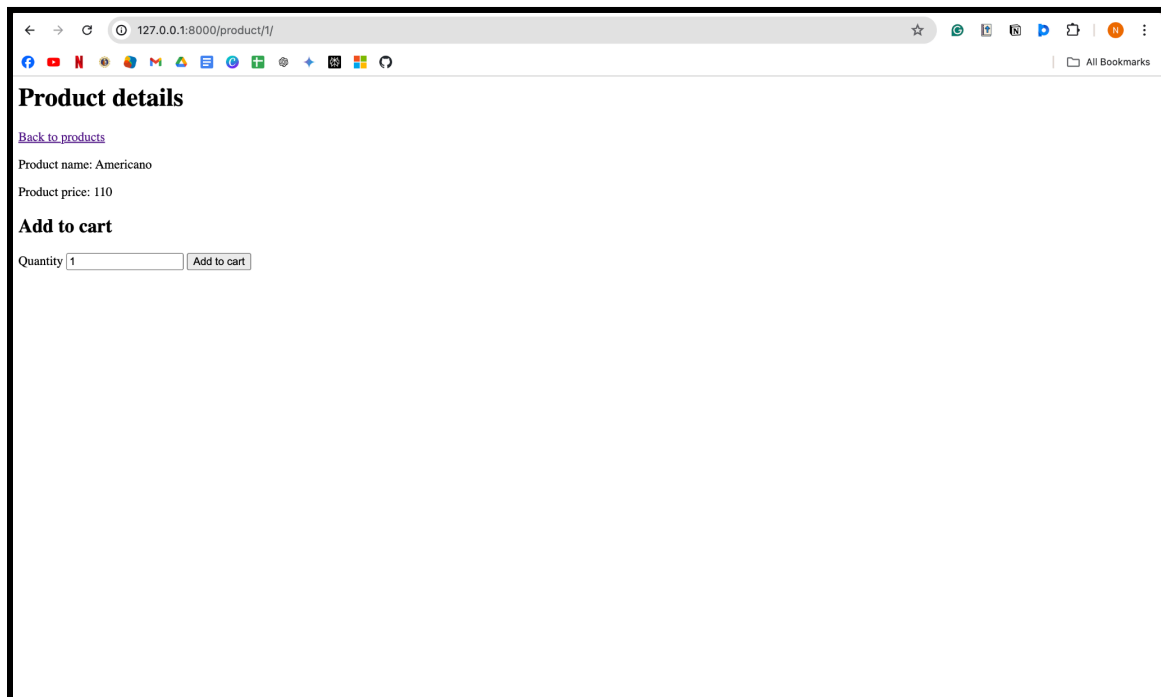 127.0.0.1:8000/product/1/
N
All Bookmarks
Product details
Back to products
Product name: Americano
Product price: 110
Add to cart
Quantity 1 Add to cart